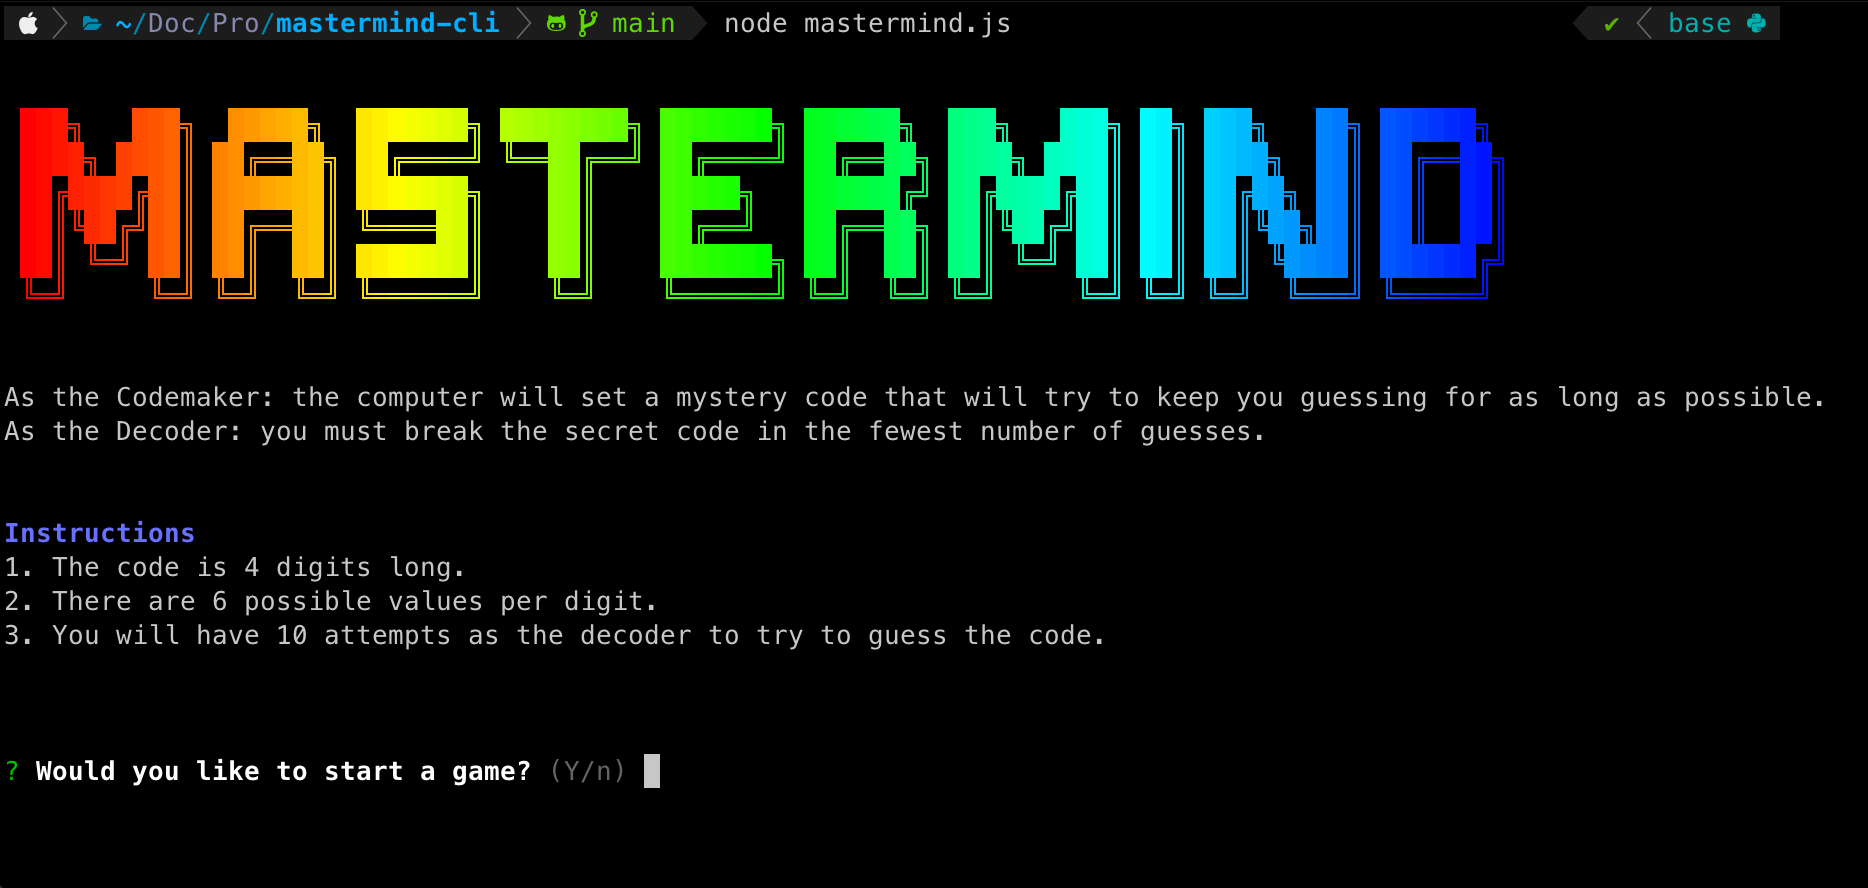 ~/Doc/Pro/mastermind-cli main node mastermind.js ✔ base
MASTERMIND
As the Codemaker: the computer will set a mystery code that will try to keep you guessing for as long as possible.
As the Decoder: you must break the secret code in the fewest number of guesses.
Instructions
1. The code is 4 digits long.
2. There are 6 possible values per digit.
3. You will have 10 attempts as the decoder to try to guess the code.
? Would you like to start a game? (Y/n)